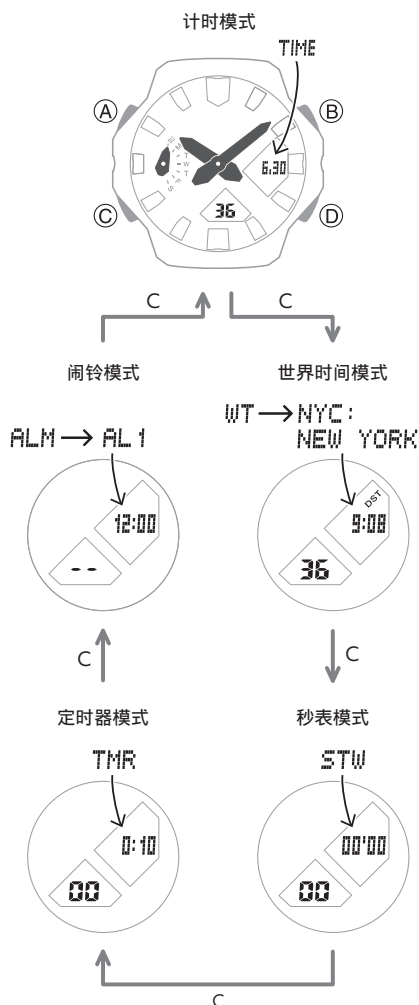 计时模式
TIME
A
B
SU
M
T
W
T
F
S
6.30
36
C
D
C
C
闹铃模式
世界时间模式
ALM → AL1
WT → NYC:
NEW YORK
12:00
--
DST
9:08
36
C
C
定时器模式
秒表模式
TMR
STW
0:10
00
00'00
00
C